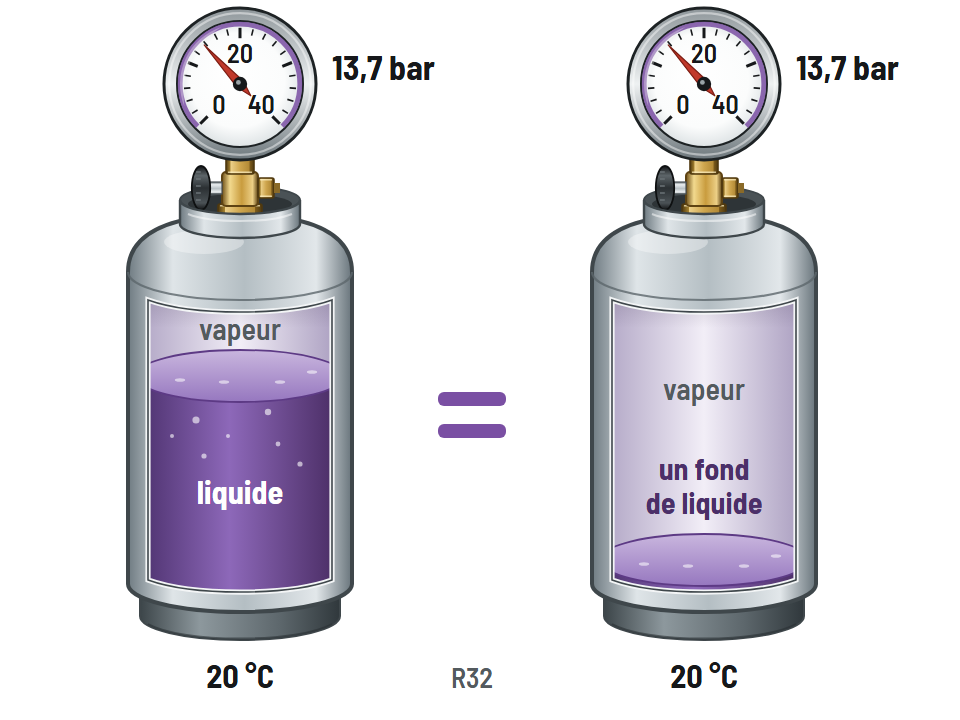 20
0 40
13,7 bar
20
0 40
13,7 bar
vapeur
liquide
vapeur
un fond
de liquide
20 °C
R32
20 °C